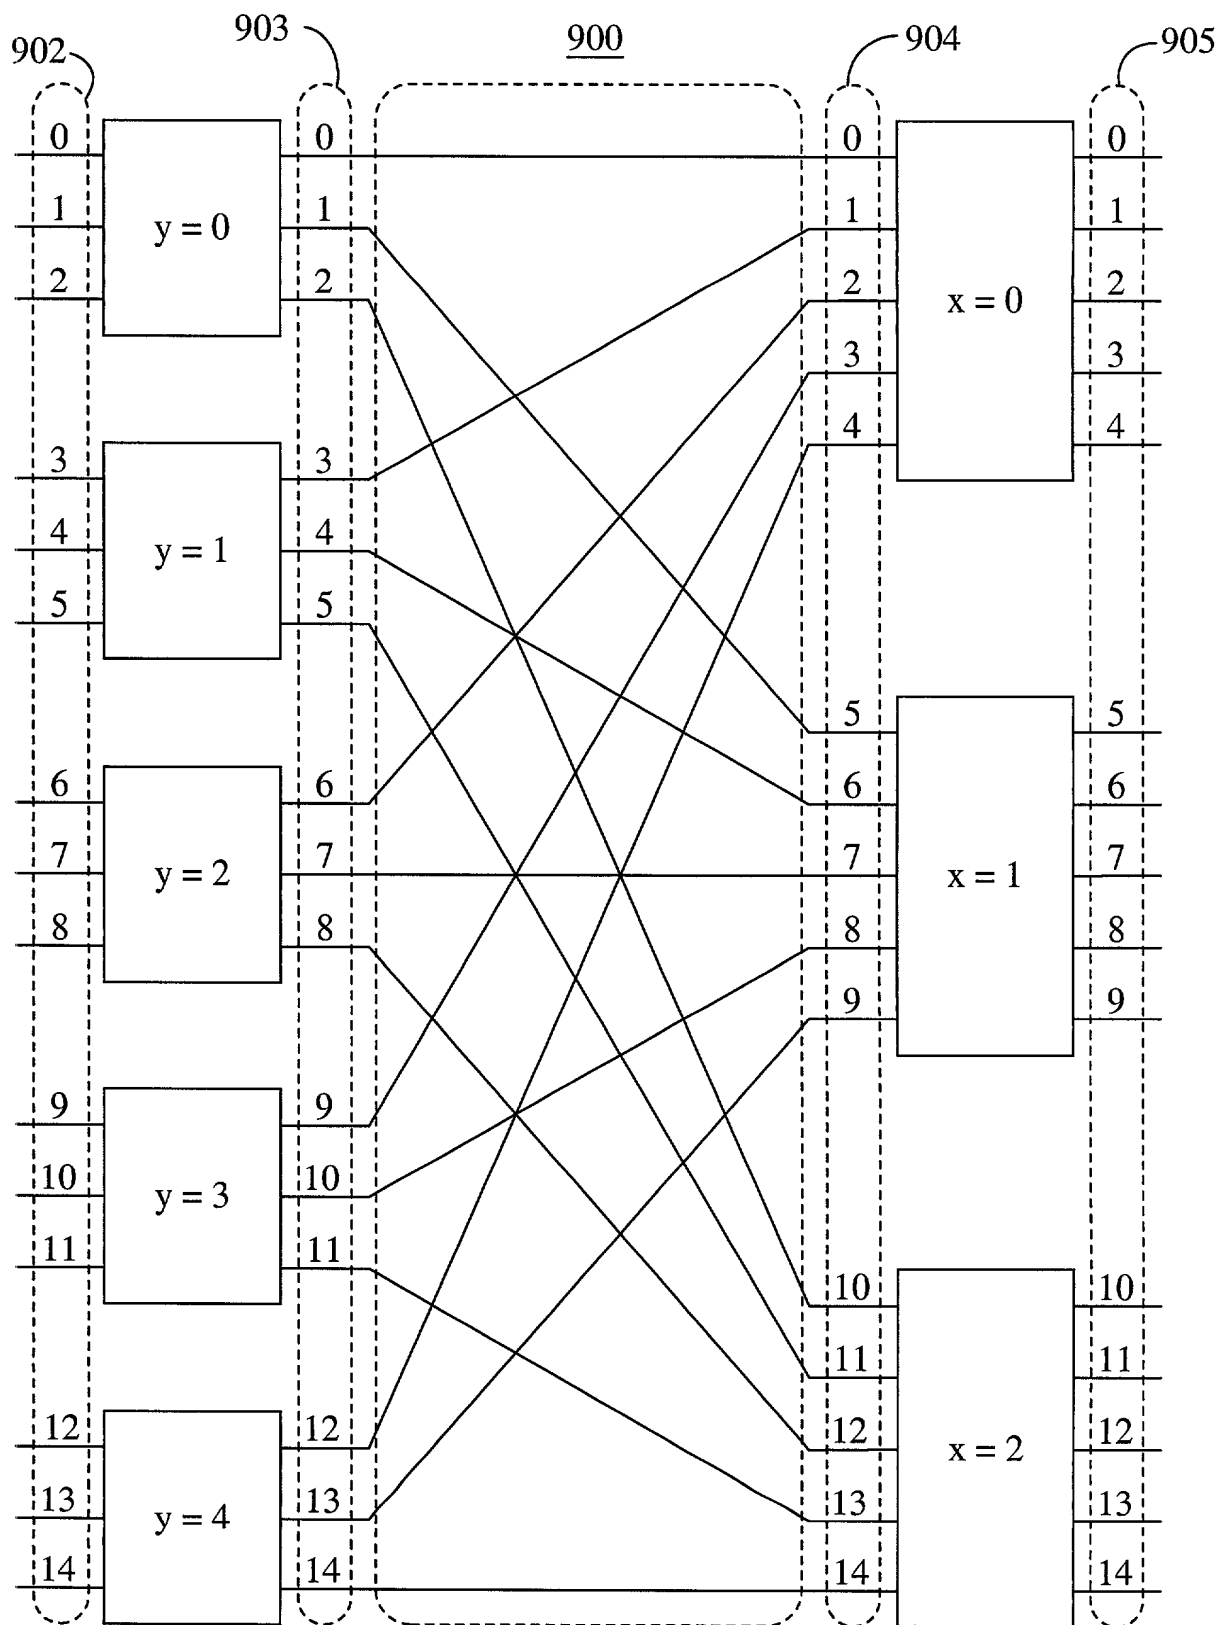 902
903
900
904
905
0 0 0 0
1 y = 0 1 1 1
2 2 2 x = 0 2
3 3
4 4
3 3
4 y = 1 4
5 5
5 5
6 6 6 6
7 y = 2 7 7 x = 1 7
8 8 8 8
9 9
9 9
10 y = 3 10
11 11 10 10
11 11
12 12 12 x = 2 12
13 y = 4 13 13 13
14 14 14 14